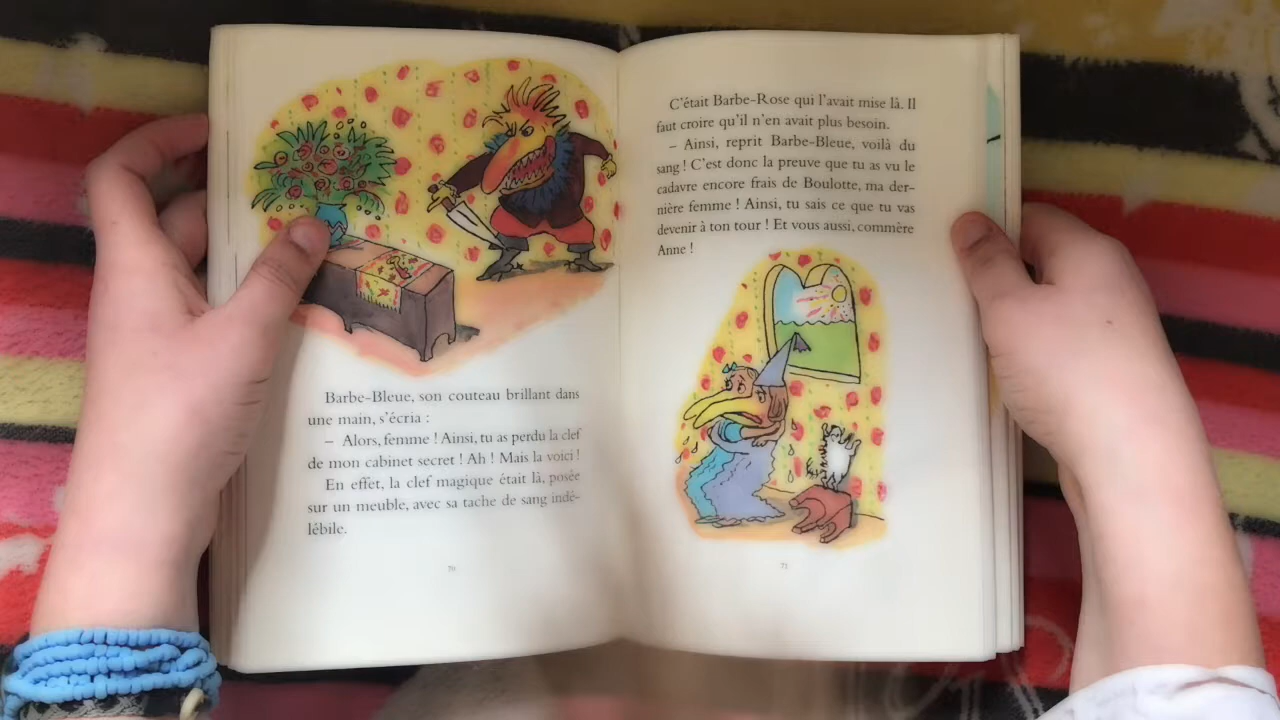 Barbe-Bleue, son couteau brillant dans
une main, s'écria :
– Alors, femme ! Ainsi, tu as perdu la clef
de mon cabinet secret ! Ah ! Mais la voici !
En effet, la clef magique était là, posée
sur un meuble, avec sa tache de sang indé-
lébile.
70
C'était Barbe-Rose qui l'avait mise là. Il
faut croire qu'il n'en avait plus besoin.
– Ainsi, reprit Barbe-Bleue, voilà du
sang ! C'est donc la preuve que tu as vu le
cadavre encore frais de Boulotte, ma der-
nière femme ! Ainsi, tu sais ce que tu vas
devenir à ton tour ! Et vous aussi, commère
Anne !
71